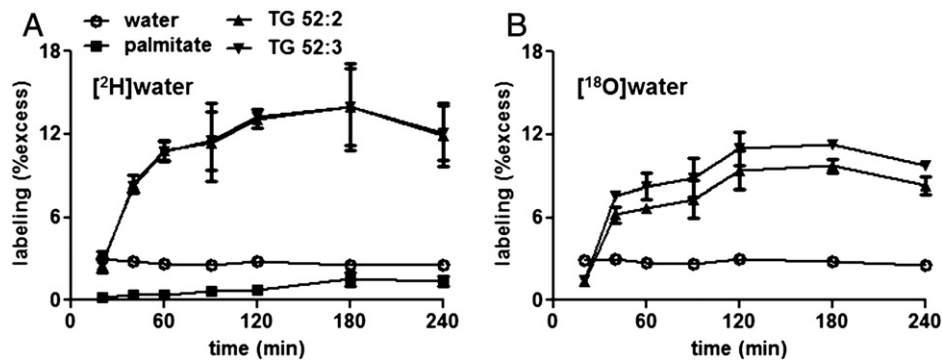 A
water
palmitate
TG 52:2
TG 52:3
[²H]water
labeling (%excess)
18
12
6
0
0 60 120 180 240
time (min)
B
[¹⁸O]water
labeling (%excess)
18
12
6
0
0 60 120 180 240
time (min)